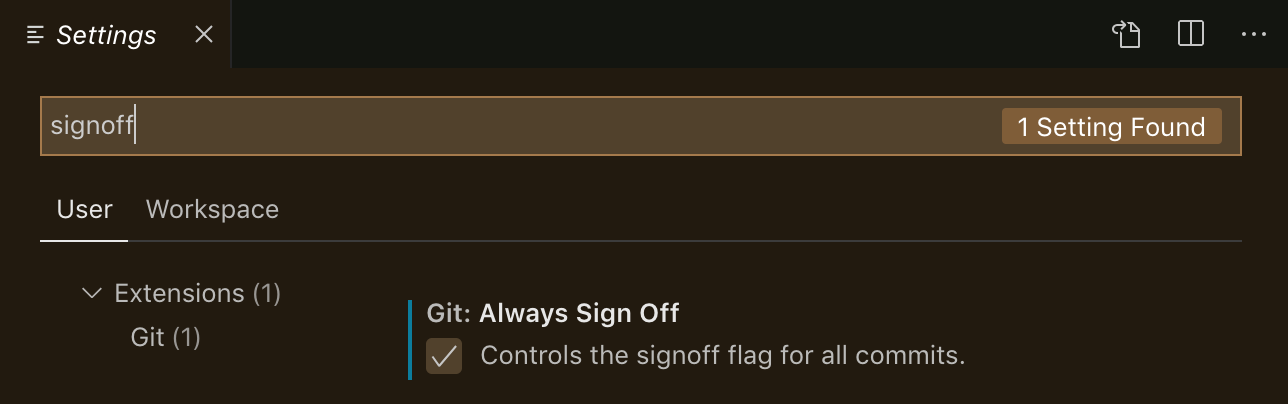 Settings
signoff
1 Setting Found
User
Workspace
Extensions (1)
Git (1)
Git: Always Sign Off
Controls the signoff flag for all commits.